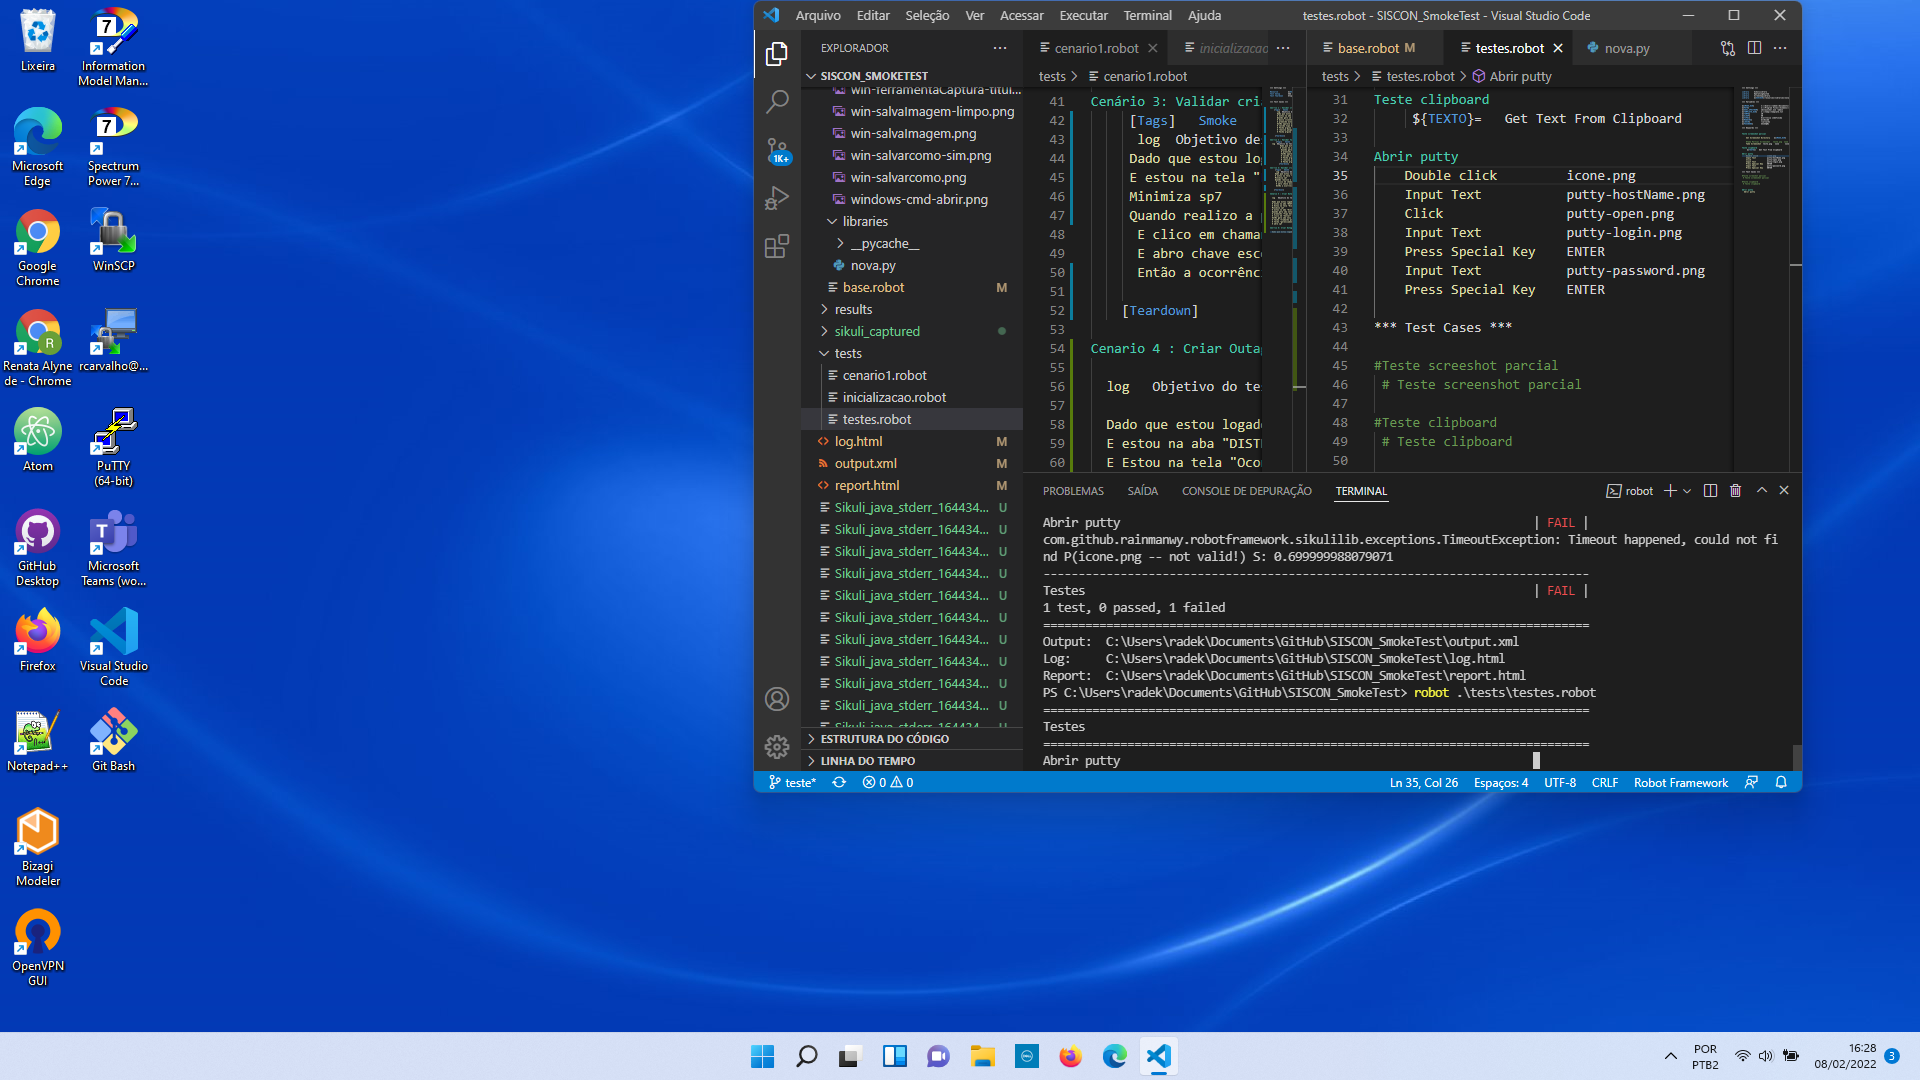 Lixeira
Information
Model Man...
Microsoft
Edge
Spectrum
Power 7...
Google
Chrome
WinSCP
Renata Alyne
de - Chrome
rcarvalho@...
Atom
PuTTY
(64-bit)
GitHub
Desktop
Microsoft
Teams (wo...
Firefox
Visual Studio
Code
Notepad++
Git Bash
Bizagi
Modeler
OpenVPN
GUI
Arquivo Editar Seleção Ver Acessar Executar Terminal Ajuda
testes.robot - SISCON_SmokeTest - Visual Studio Code
EXPLORADOR
SISCON_SMOKETEST
win-ferramentaCaptura-titul...
win-salvaImagem-limpo.png
win-salvaImagem.png
win-salvarcomo-sim.png
win-salvarcomo.png
windows-cmd-abrir.png
libraries
__pycache__
nova.py
base.robot M
results
sikuli_captured
tests
cenario1.robot
inicializacao.robot
testes.robot
log.html M
output.xml M
report.html M
Sikuli_java_stderr_164434... U
Sikuli_java_stderr_164434... U
Sikuli_java_stderr_164434... U
Sikuli_java_stderr_164434... U
Sikuli_java_stderr_164434... U
Sikuli_java_stderr_164434... U
Sikuli_java_stderr_164434... U
Sikuli_java_stderr_164434... U
Sikuli_java_stderr_164434... U
Sikuli_java_stderr_164434... U
Sikuli_java_stderr_164434... U
ESTRUTURA DO CÓDIGO
LINHA DO TEMPO
1K+
cenario1.robot inicializacao
tests > cenario1.robot
41 Cenário 3: Validar cri
42 [Tags] Smoke
43 log Objetivo de
44 Dado que estou lo
45 E estou na tela "
46 Minimiza sp7
47 Quando realizo a
48 E clico em chama
49 E abro chave esc
50 Então a ocorrênc
51
52 [Teardown]
53
54 Cenario 4 : Criar Outa
55
56 log Objetivo do te
57
58 Dado que estou logad
59 E estou na aba "DIST
60 E Estou na tela "Oco
base.robot M testes.robot nova.py
tests > testes.robot > Abrir putty
31 Teste clipboard
32 ${TEXTO}= Get Text From Clipboard
33
34 Abrir putty
35 Double click icone.png
36 Input Text putty-hostName.png
37 Click putty-open.png
38 Input Text putty-login.png
39 Press Special Key ENTER
40 Input Text putty-password.png
41 Press Special Key ENTER
42
43 *** Test Cases ***
44
45 #Teste screeshot parcial
46 # Teste screenshot parcial
47
48 #Teste clipboard
49 # Teste clipboard
50
PROBLEMAS SAÍDA CONSOLE DE DEPURAÇÃO TERMINAL
robot
Abrir putty | FAIL |
com.github.rainmanwy.robotframework.sikulilib.exceptions.TimeoutException: Timeout happened, could not fi
nd P(icone.png -- not valid!) S: 0.699999988079071
------------------------------------------------------------------------------
Testes | FAIL |
1 test, 0 passed, 1 failed
==============================================================================
Output: C:\Users\radek\Documents\GitHub\SISCON_SmokeTest\output.xml
Log: C:\Users\radek\Documents\GitHub\SISCON_SmokeTest\log.html
Report: C:\Users\radek\Documents\GitHub\SISCON_SmokeTest\report.html
PS C:\Users\radek\Documents\GitHub\SISCON_SmokeTest> robot .\tests\testes.robot
==============================================================================
Testes
==============================================================================
Abrir putty
teste* 0 0
Ln 35, Col 26 Espaços: 4 UTF-8 CRLF Robot Framework
POR
PTB2
16:28
08/02/2022
3